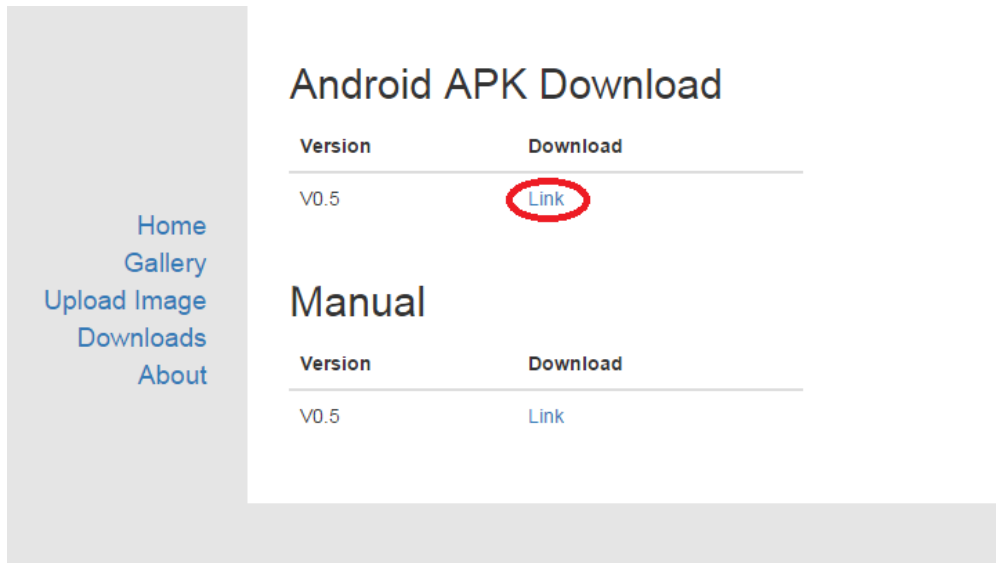 Home
Gallery
Upload Image
Downloads
About
Android APK Download
Version Download
V0.5 Link
Manual
Version Download
V0.5 Link